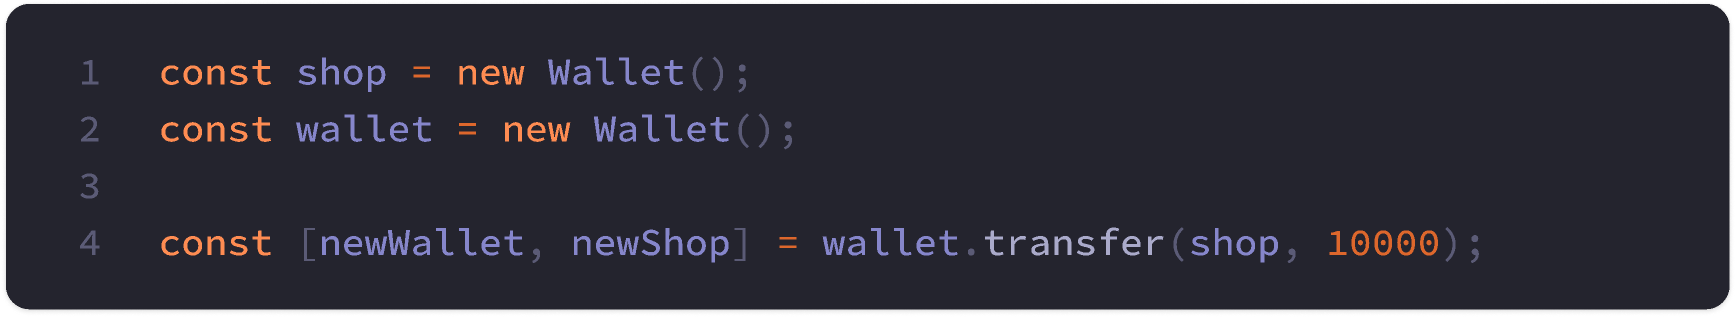 1 const shop = new Wallet();
2 const wallet = new Wallet();
3
4 const [newWallet, newShop] = wallet.transfer(shop, 10000);